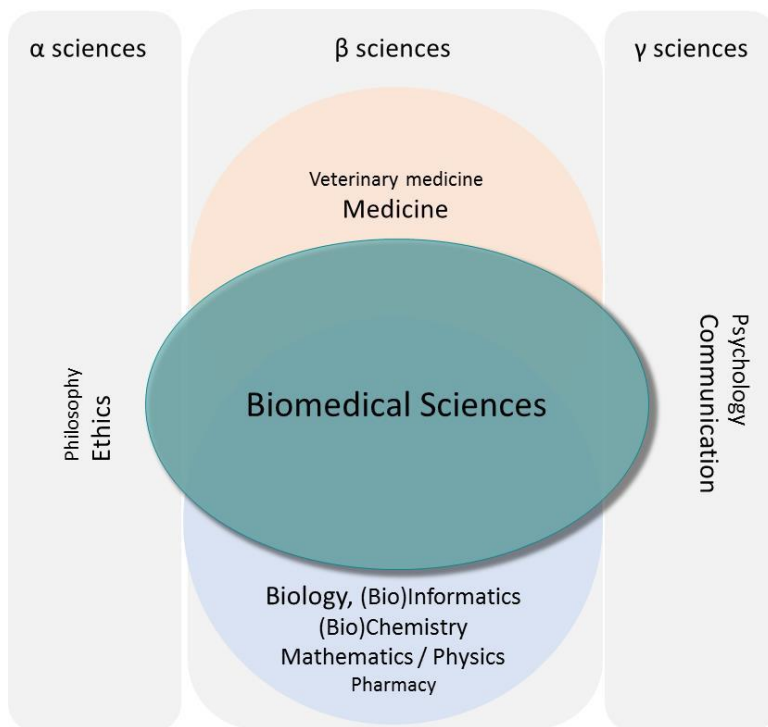 α sciences
β sciences
γ sciences
Veterinary medicine
Medicine
Philosophy
Ethics
Biomedical Sciences
Psychology
Communication
Biology, (Bio)Informatics
(Bio)Chemistry
Mathematics / Physics
Pharmacy